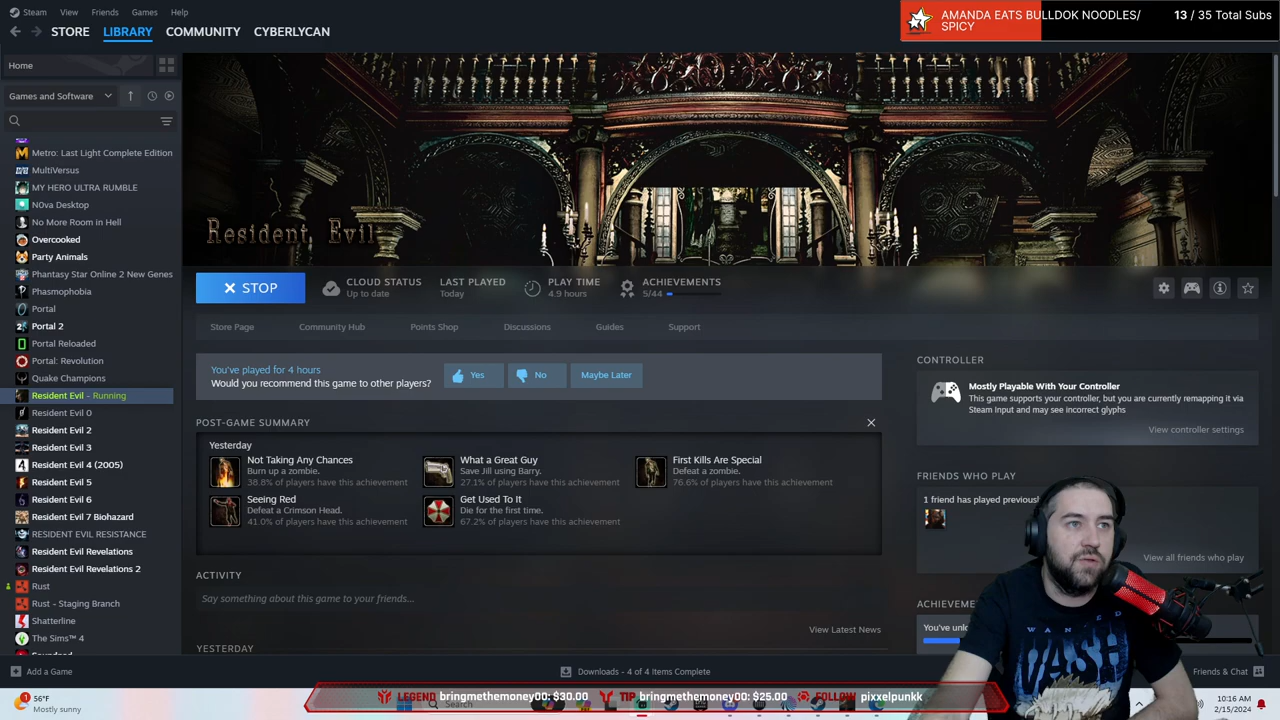 Steam View Friends Games Help
STORE LIBRARY COMMUNITY CYBERLYCAN
AMANDA EATS BULLDOK NOODLES/
SPICY
13 / 35 Total Subs
Home
Games and Software
Metro: Last Light Complete Edition
MultiVersus
MY HERO ULTRA RUMBLE
N0va Desktop
No More Room in Hell
Overcooked
Party Animals
Phantasy Star Online 2 New Genes
Phasmophobia
Portal
Portal 2
Portal Reloaded
Portal: Revolution
Quake Champions
Resident Evil - Running
Resident Evil 0
Resident Evil 2
Resident Evil 3
Resident Evil 4 (2005)
Resident Evil 5
Resident Evil 6
Resident Evil 7 Biohazard
RESIDENT EVIL RESISTANCE
Resident Evil Revelations
Resident Evil Revelations 2
Rust
Rust - Staging Branch
Shatterline
The Sims™ 4
Resident Evil
STOP
CLOUD STATUS
Up to date
LAST PLAYED
Today
PLAY TIME
4.9 hours
ACHIEVEMENTS
5/44
Store Page Community Hub Points Shop Discussions Guides Support
You've played for 4 hours
Would you recommend this game to other players?
Yes No Maybe Later
POST-GAME SUMMARY
Yesterday
Not Taking Any Chances
Burn up a zombie.
38.8% of players have this achievement
What a Great Guy
Save Jill using Barry.
27.1% of players have this achievement
First Kills Are Special
Defeat a zombie.
76.6% of players have this achievement
Seeing Red
Defeat a Crimson Head.
41.0% of players have this achievement
Get Used To It
Die for the first time.
67.2% of players have this achievement
ACTIVITY
Say something about this game to your friends...
View Latest News
YESTERDAY
CONTROLLER
Mostly Playable With Your Controller
This game supports your controller, but you are currently remapping it via
Steam Input and may see incorrect glyphs
View controller settings
FRIENDS WHO PLAY
1 friend has played previously
View all friends who play
ACHIEVEME
You've unlo
WANTED
VASH
Add a Game
Downloads - 4 of 4 Items Complete
Friends & Chat
56°F
Mostly sunny
LEGEND bringmethemoney00: $30.00 TIP bringmethemoney00: $25.00 FOLLOW pixxelpunkk
Search
10:16 AM
2/15/2024